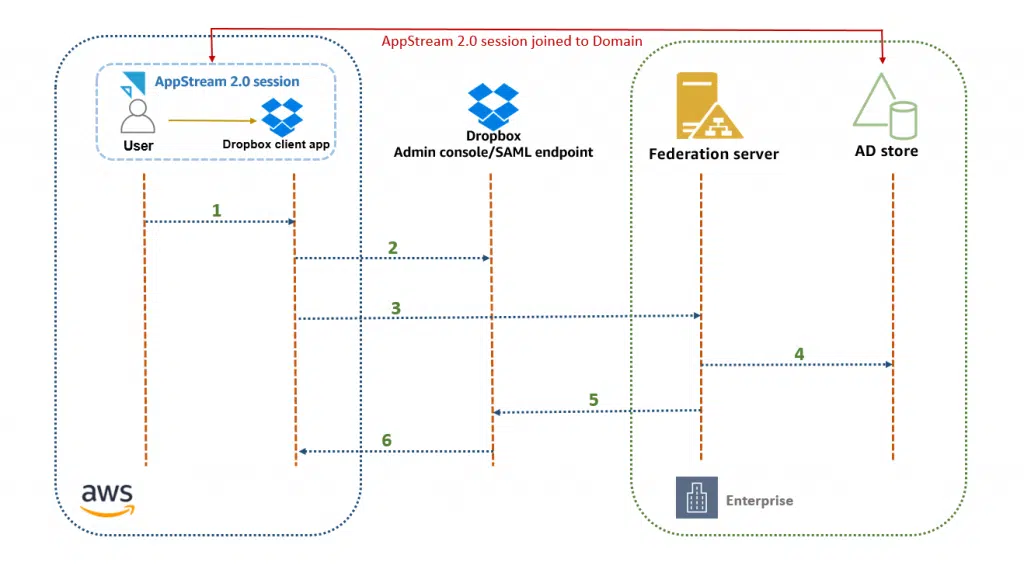 AppStream 2.0 session joined to Domain
AppStream 2.0 session
User
Dropbox client app
Dropbox
Admin console/SAML endpoint
Federation server
AD store
1
2
3
4
5
6
aws
Enterprise